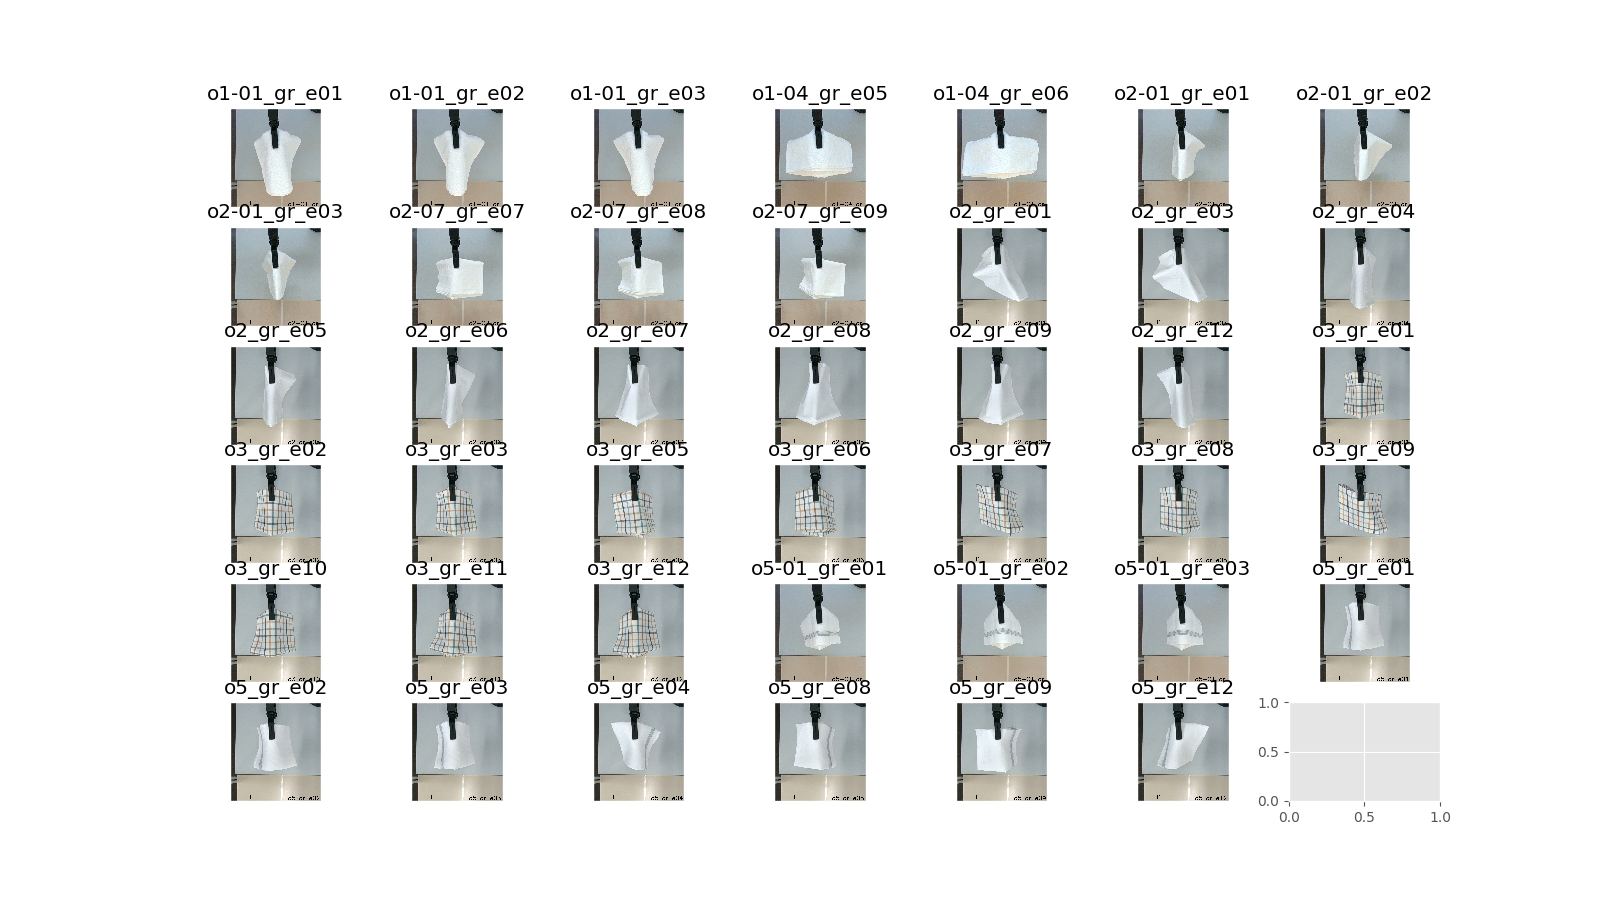 o1-01_gr_e01 o1-01_gr_e02 o1-01_gr_e03 o1-04_gr_e05 o1-04_gr_e06 o2-01_gr_e01 o2-01_gr_e02
o2-01_gr_e03 o2-07_gr_e07 o2-07_gr_e08 o2-07_gr_e09 o2_gr_e01 o2_gr_e03 o2_gr_e04
o2_gr_e05 o2_gr_e06 o2_gr_e07 o2_gr_e08 o2_gr_e09 o2_gr_e12 o3_gr_e01
o3_gr_e02 o3_gr_e03 o3_gr_e05 o3_gr_e06 o3_gr_e07 o3_gr_e08 o3_gr_e09
o3_gr_e10 o3_gr_e11 o3_gr_e12 o5-01_gr_e01 o5-01_gr_e02 o5-01_gr_e03 o5_gr_e01
o5_gr_e02 o5_gr_e03 o5_gr_e04 o5_gr_e08 o5_gr_e09 o5_gr_e12
1.0
0.5
0.0
0.0 0.5 1.0